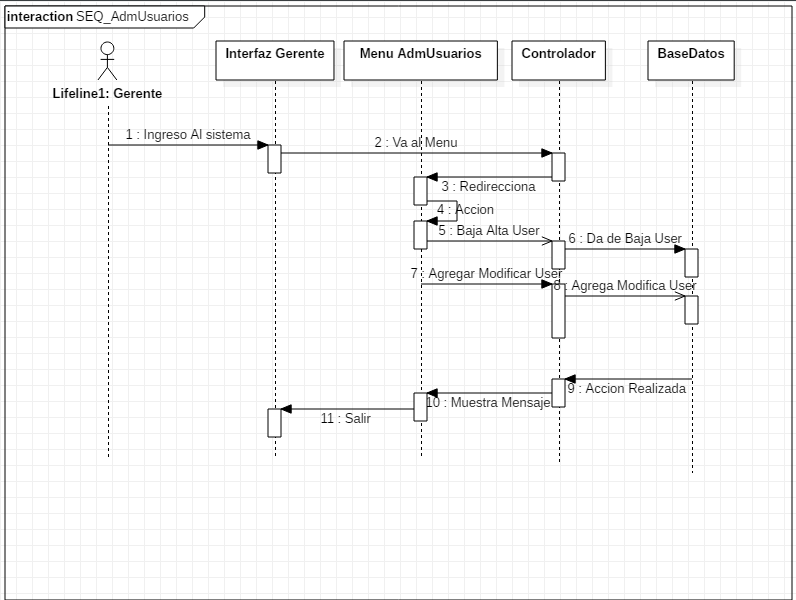 interaction SEQ_AdmUsuarios
Lifeline1: Gerente
Interfaz Gerente
Menu AdmUsuarios
Controlador
BaseDatos
1 : Ingreso Al sistema
2 : Va al Menu
3 : Redirecciona
4 : Accion
5 : Baja Alta User
6 : Da de Baja User
7 : Agregar Modificar User
8 : Agrega Modifica User
9 : Accion Realizada
10 : Muestra Mensaje
11 : Salir